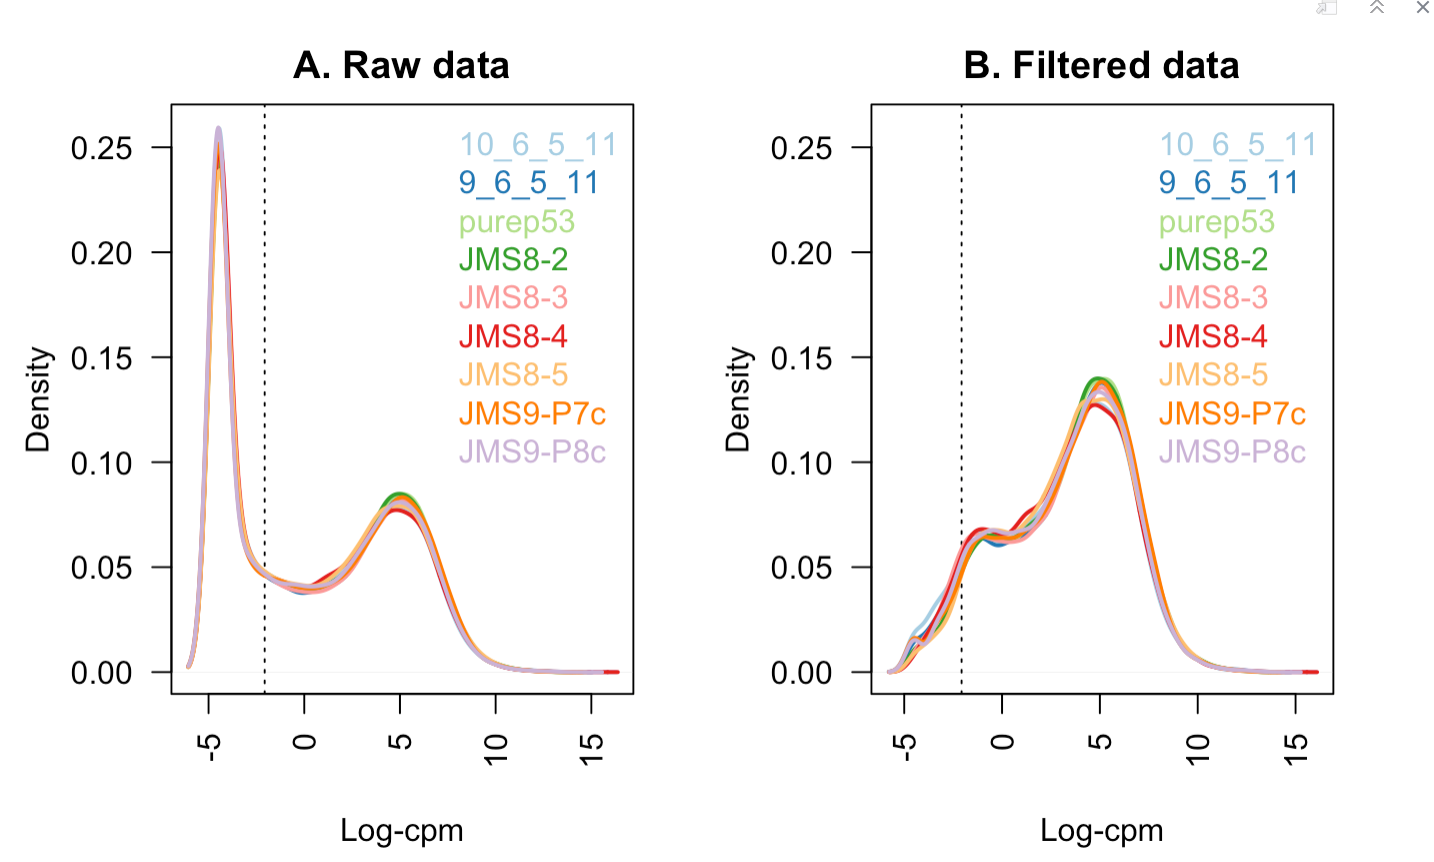 A. Raw data
0.25
0.20
0.15
0.10
0.05
0.00
Density
10_6_5_11
9_6_5_11
purep53
JMS8-2
JMS8-3
JMS8-4
JMS8-5
JMS9-P7c
JMS9-P8c
-5
0
5
10
15
Log-cpm
B. Filtered data
0.25
0.20
0.15
0.10
0.05
0.00
Density
10_6_5_11
9_6_5_11
purep53
JMS8-2
JMS8-3
JMS8-4
JMS8-5
JMS9-P7c
JMS9-P8c
-5
0
5
10
15
Log-cpm